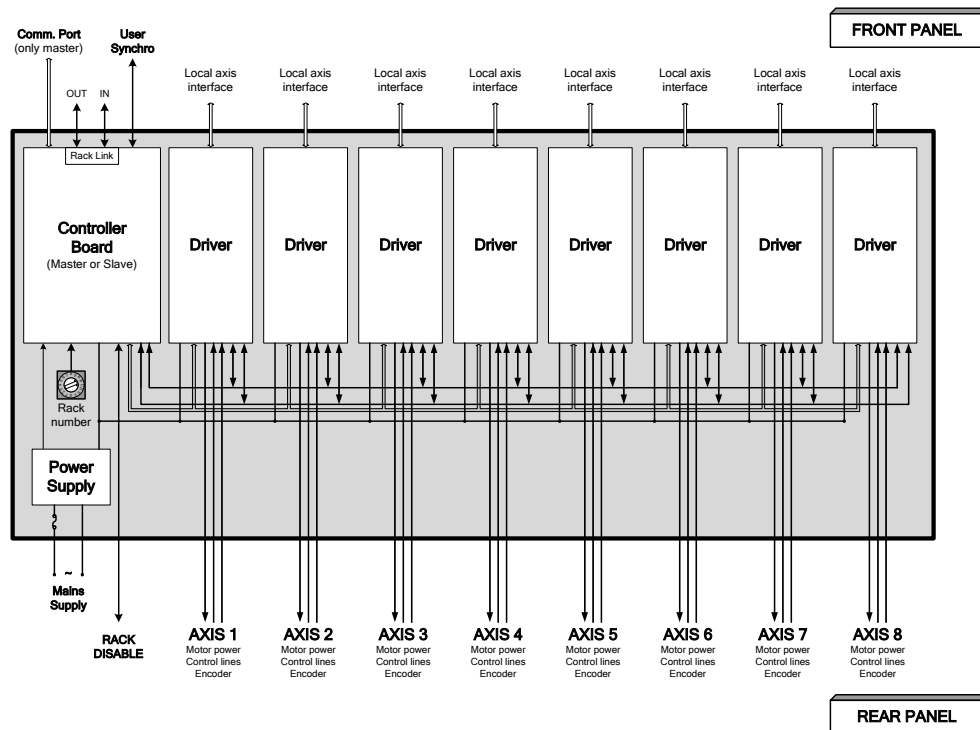 FRONT PANEL
Comm. Port
(only master)
User
Synchro
OUT
IN
Local axis
interface
Local axis
interface
Local axis
interface
Local axis
interface
Local axis
interface
Local axis
interface
Local axis
interface
Local axis
interface
Rack Link
Controller
Board
(Master or Slave)
Driver
Driver
Driver
Driver
Driver
Driver
Driver
Driver
Rack
number
Power
Supply
~
Mains
Supply
RACK
DISABLE
AXIS 1
Motor power
Control lines
Encoder
AXIS 2
Motor power
Control lines
Encoder
AXIS 3
Motor power
Control lines
Encoder
AXIS 4
Motor power
Control lines
Encoder
AXIS 5
Motor power
Control lines
Encoder
AXIS 6
Motor power
Control lines
Encoder
AXIS 7
Motor power
Control lines
Encoder
AXIS 8
Motor power
Control lines
Encoder
REAR PANEL